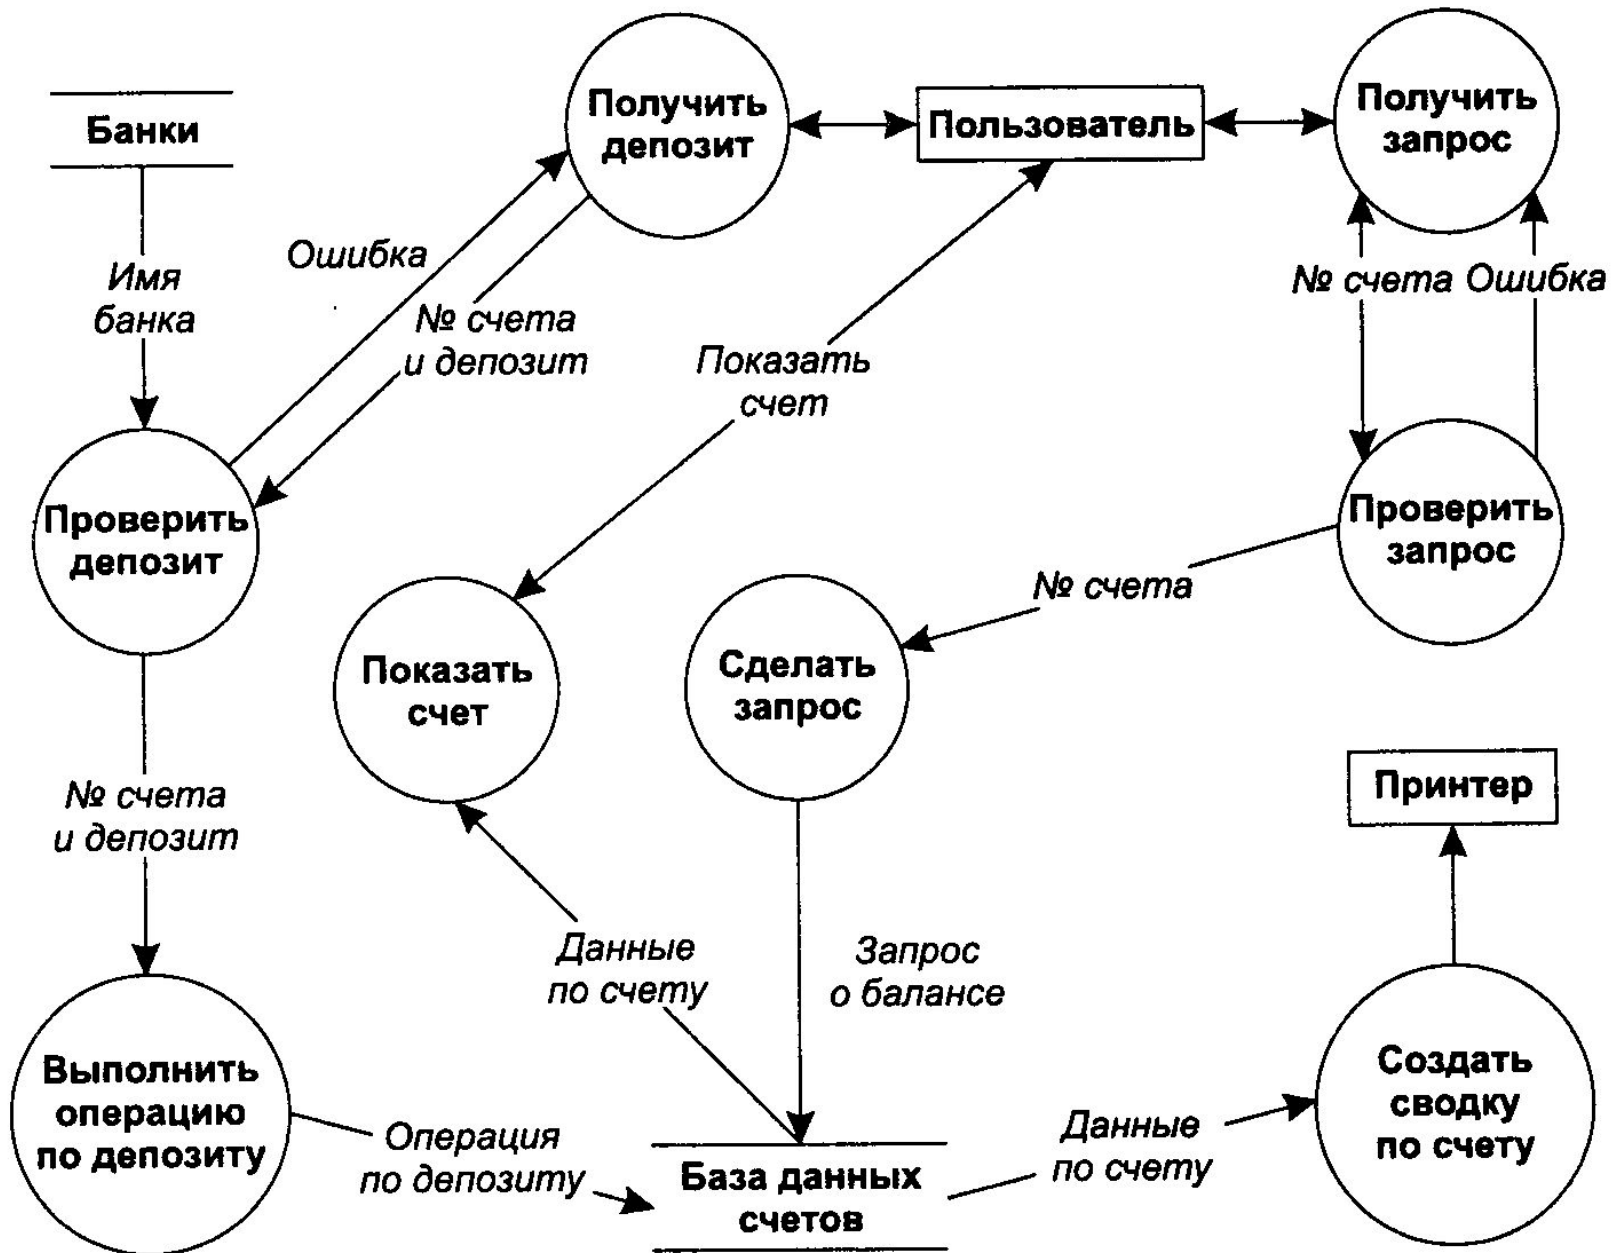 Получить
депозит
Пользователь
Получить
запрос
Банки
Ошибка
Имя
банка
№ счета
и депозит
№ счета Ошибка
Показать
счет
Проверить
депозит
Проверить
запрос
№ счета
Показать
счет
Сделать
запрос
Принтер
№ счета
и депозит
Данные
по счету
Запрос
о балансе
Выполнить
операцию
по депозиту
Операция
по депозиту
База данных
счетов
Данные
по счету
Создать
сводку
по счету